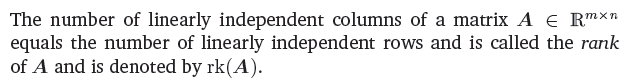 The number of linearly independent columns of a matrix A ∈ ℝᵐˣⁿ
equals the number of linearly independent rows and is called the rank
of A and is denoted by rk(A).